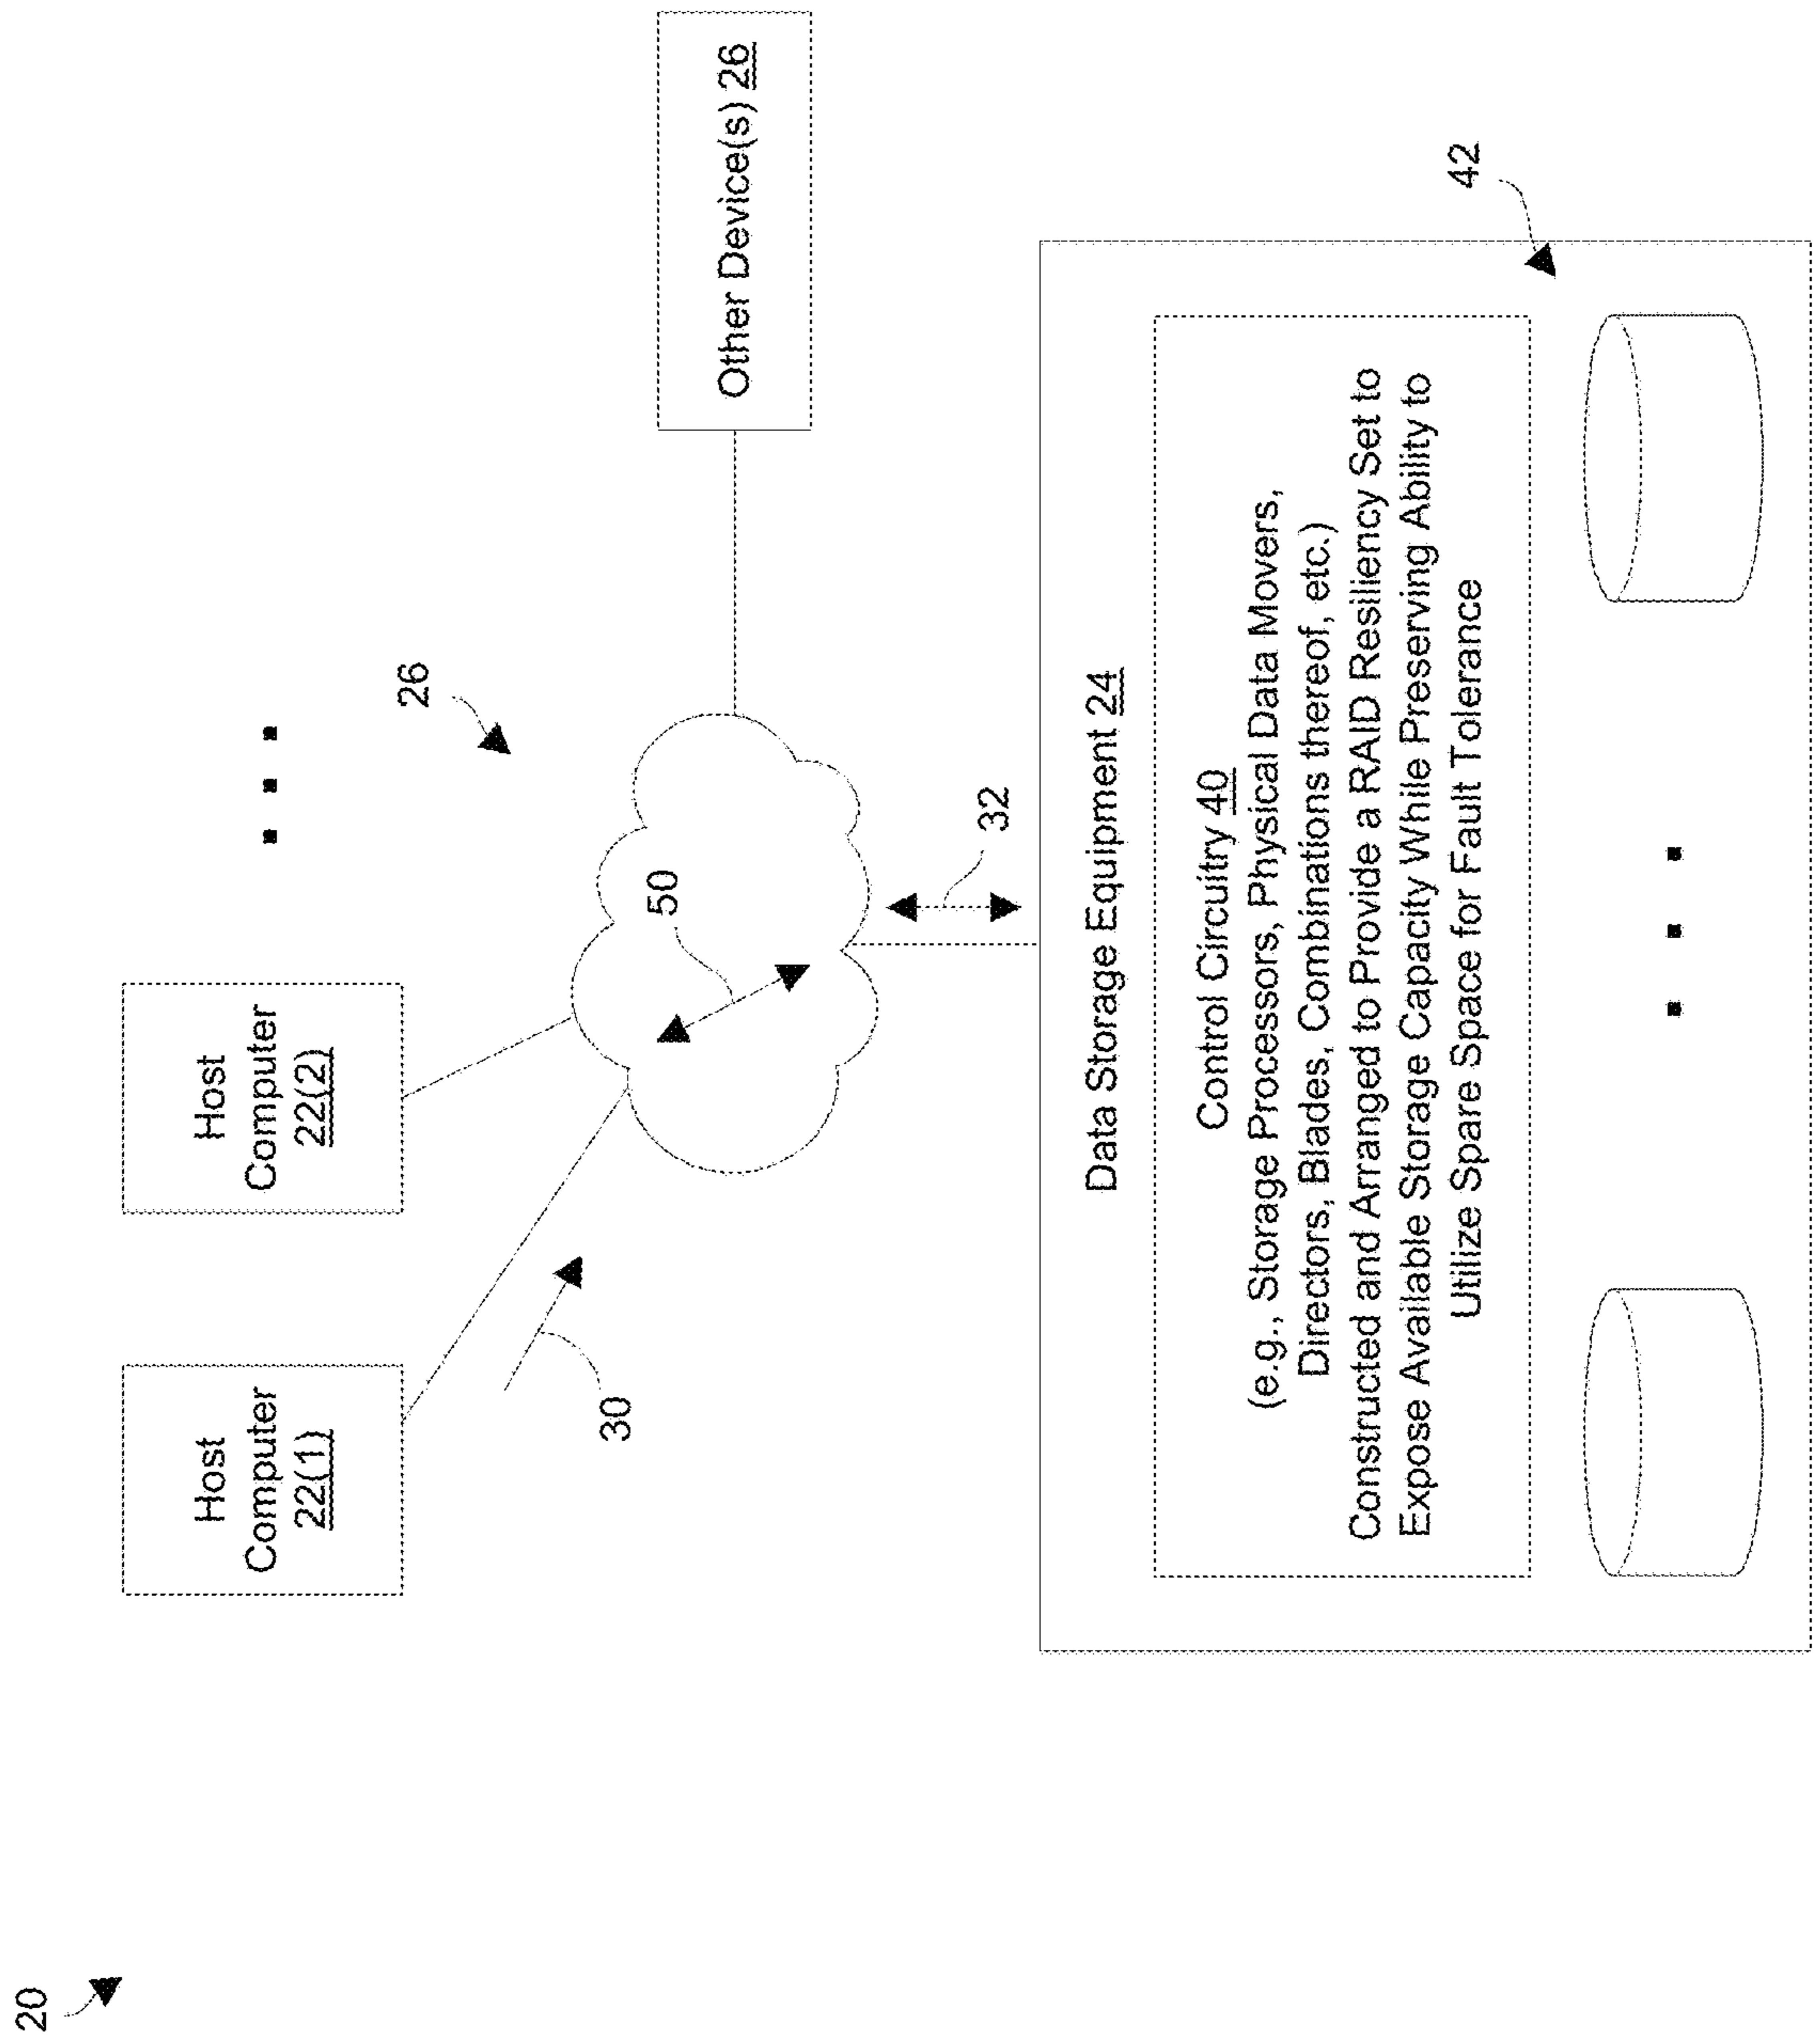 20
Host
Computer
22(1)
Host
Computer
22(2)
30
26
50
Other Device(s) 26
32
Data Storage Equipment 24
Control Circuitry 40
(e.g., Storage Processors, Physical Data Movers,
Directors, Blades, Combinations thereof, etc.)
Constructed and Arranged to Provide a RAID Resiliency Set to
Expose Available Storage Capacity While Preserving Ability to
Utilize Spare Space for Fault Tolerance
42